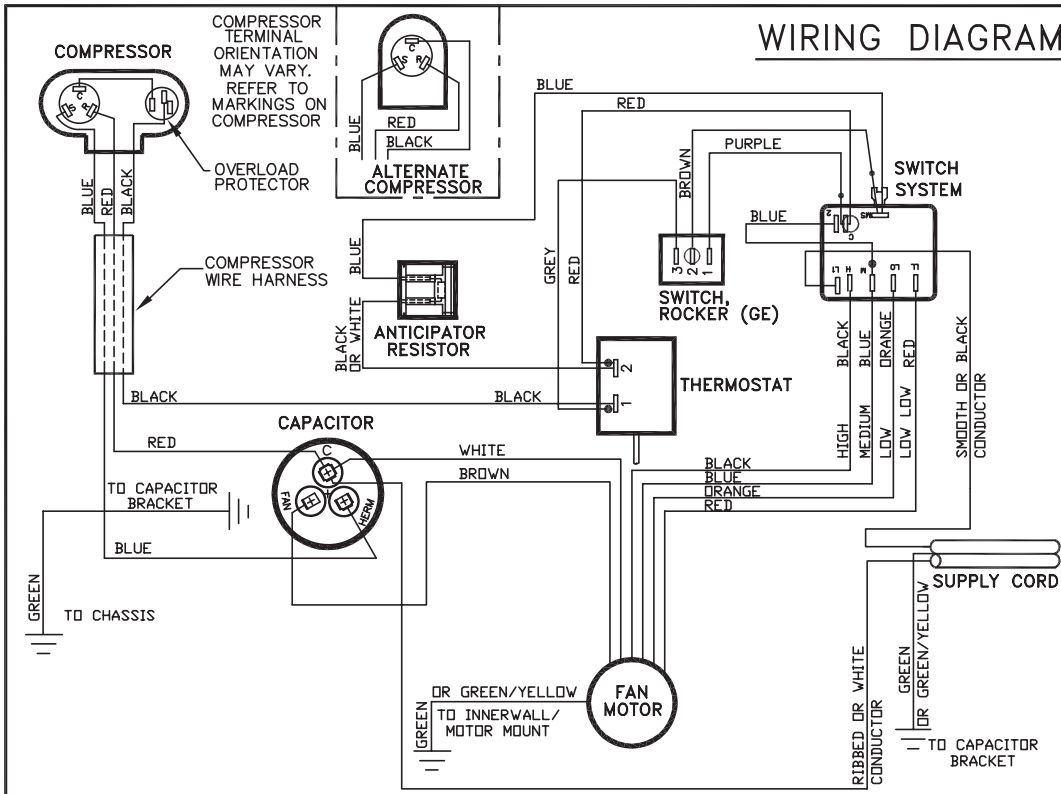 WIRING DIAGRAM
COMPRESSOR
COMPRESSOR
TERMINAL
ORIENTATION
MAY VARY.
REFER TO
MARKINGS ON
COMPRESSOR
C
S
R
OVERLOAD
PROTECTOR
BLUE
RED
BLACK
C
S
R
BLUE
RED
BLACK
ALTERNATE
COMPRESSOR
COMPRESSOR
WIRE HARNESS
BLUE
RED
PURPLE
BROWN
GREY
RED
BLUE
BLACK
OR WHITE
ANTICIPATOR
RESISTOR
3
2
1
SWITCH,
ROCKER (GE)
SWITCH
SYSTEM
BLUE
2
C
MS
L1
H
M
LO
LL
THERMOSTAT
2
1
BLACK
BLACK
HIGH
BLACK
MEDIUM
BLUE
LOW
ORANGE
LOW LOW
RED
SMOOTH OR BLACK
CONDUCTOR
CAPACITOR
C
FAN
HERM
RED
WHITE
BROWN
BLACK
BLUE
ORANGE
RED
TO CAPACITOR
BRACKET
BLUE
GREEN
TO CHASSIS
SUPPLY CORD
FAN
MOTOR
OR GREEN/YELLOW
GREEN
TO INNERWALL/
MOTOR MOUNT
RIBBED OR WHITE
CONDUCTOR
GREEN
OR GREEN/YELLOW
TO CAPACITOR
BRACKET